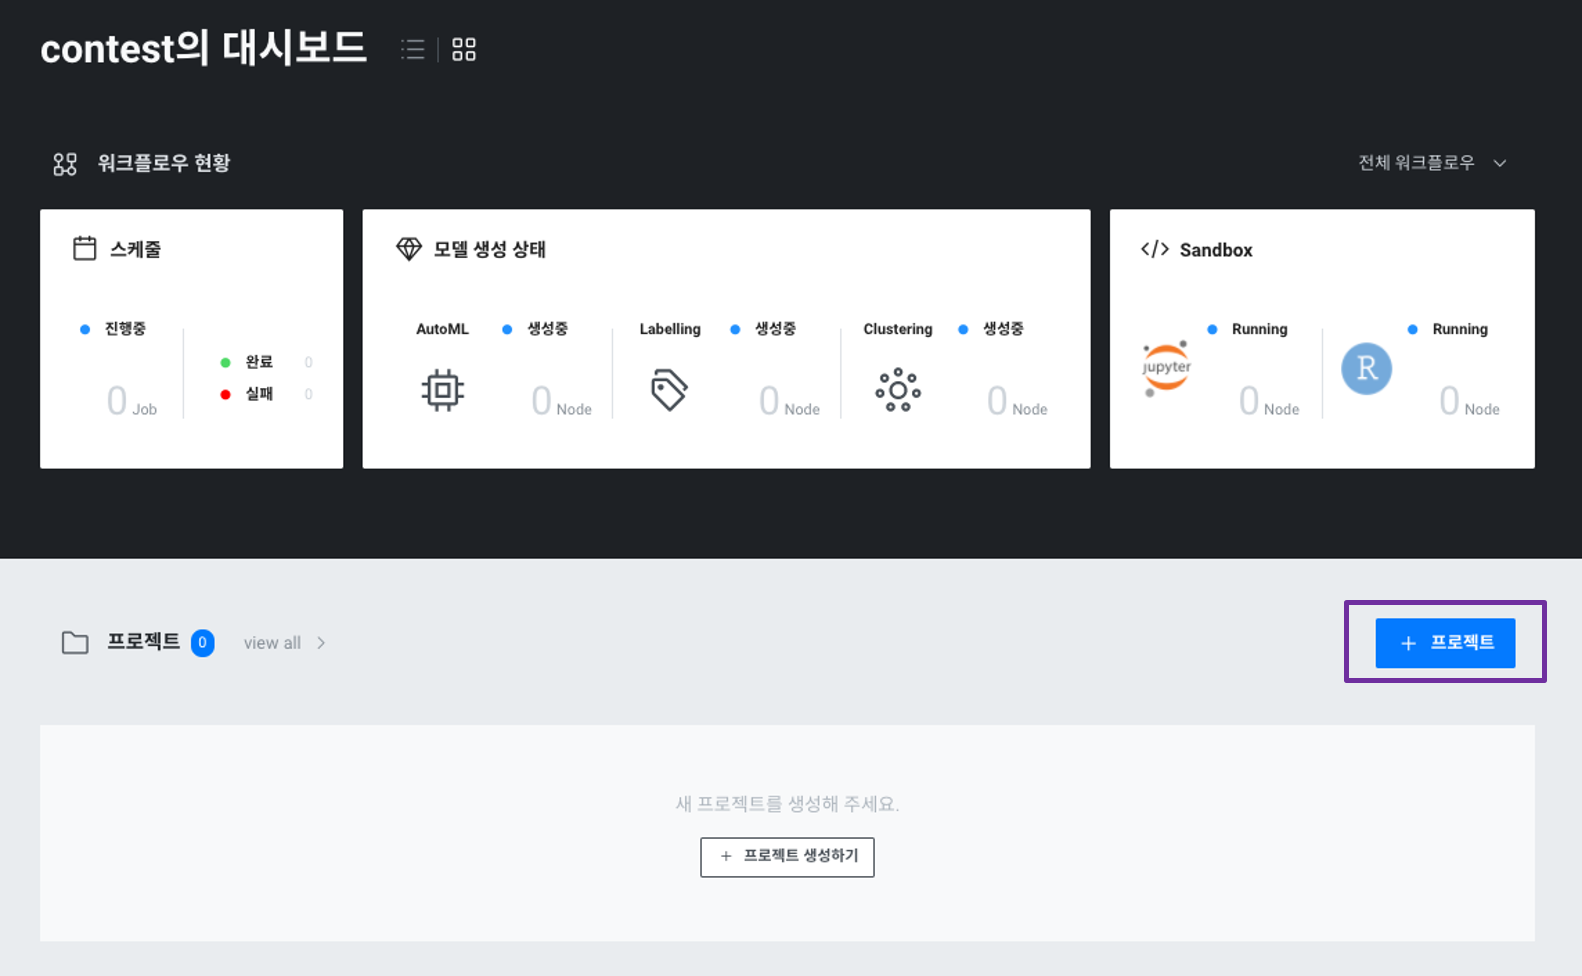 contest의 대시보드
워크플로우 현황
전체 워크플로우
스케줄
진행중
0 Job
완료 0
실패 0
모델 생성 상태
AutoML 생성중
0 Node
Labelling 생성중
0 Node
Clustering 생성중
0 Node
</> Sandbox
Running
jupyter
0 Node
Running
R
0 Node
프로젝트 0 view all
+ 프로젝트
새 프로젝트를 생성해 주세요.
+ 프로젝트 생성하기